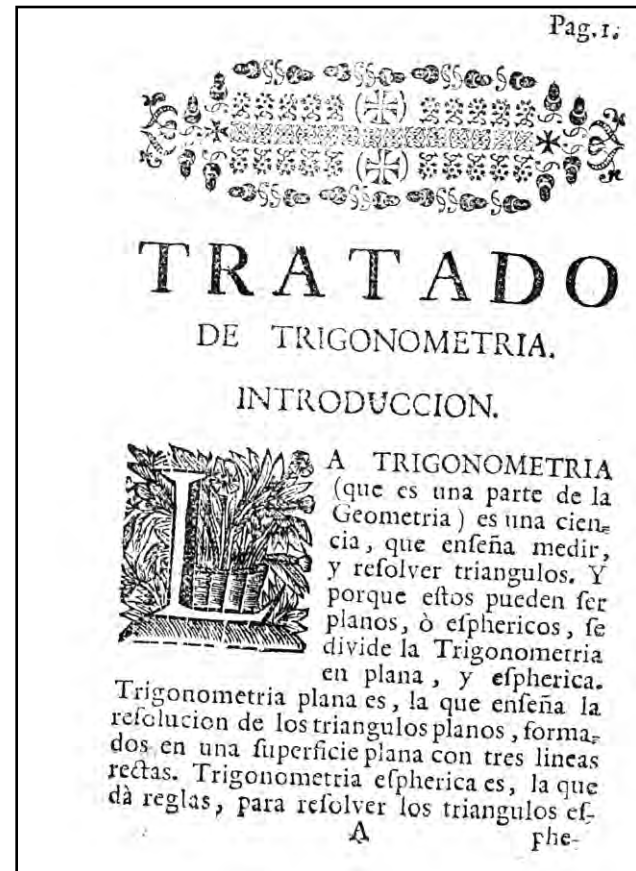 Pag.1.
TRATADO
DE TRIGONOMETRIA.
INTRODUCCION.
LA TRIGONOMETRIA
(que es una parte de la
Geometria) es una cien-
cia, que enſeña medir,
y reſolver triangulos. Y
porque eſtos pueden ſer
planos, ò eſphericos, ſe
divide la Trigonometria
en plana, y eſpherica.
Trigonometria plana es, la que enſeña la
reſolucion de los triangulos planos, forma-
dos en una ſuperficie plana con tres lineas
rectas. Trigonometria eſpherica es, la que
dà reglas, para reſolver los triangulos eſ-
A phe-